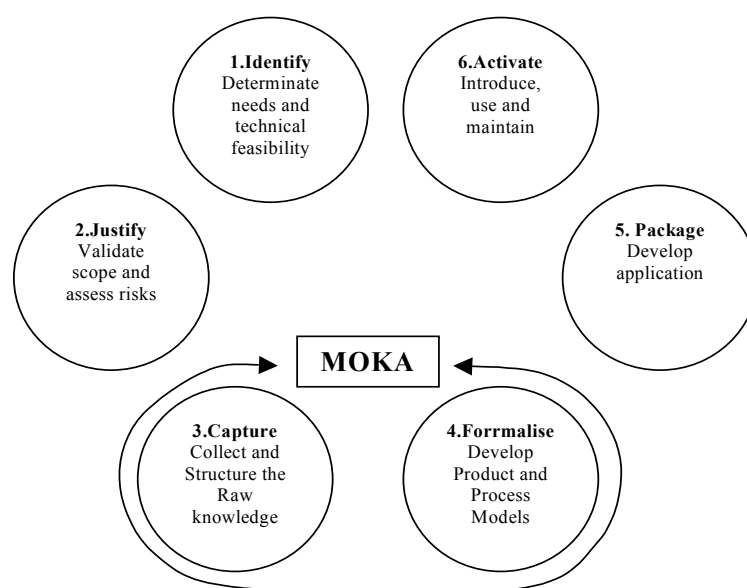 1.Identify
Determinate
needs and
technical
feasibility
6.Activate
Introduce,
use and
maintain
2.Justify
Validate
scope and
assess risks
5. Package
Develop
application
MOKA
3.Capture
Collect and
Structure the
Raw
knowledge
4.Forrmalise
Develop
Product and
Process
Models